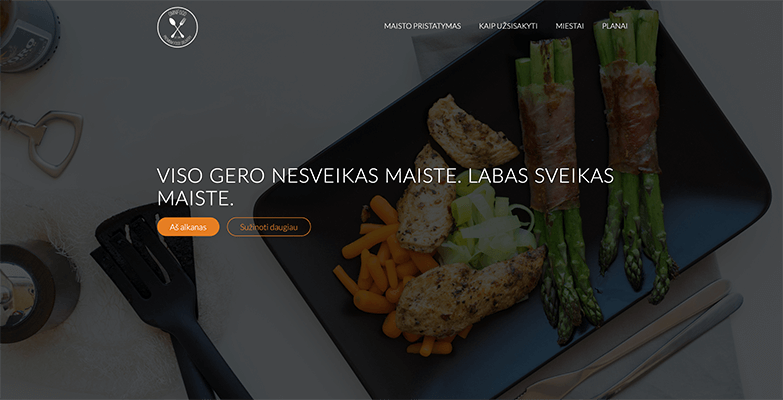 MAISTO PRISTATYMAS
KAIP UŽSISAKYTI
MIESTAI
PLANAI
VISO GERO NESVEIKAS MAISTE. LABAS SVEIKAS
MAISTE.
Aš alkanas
Sužinoti daugiau